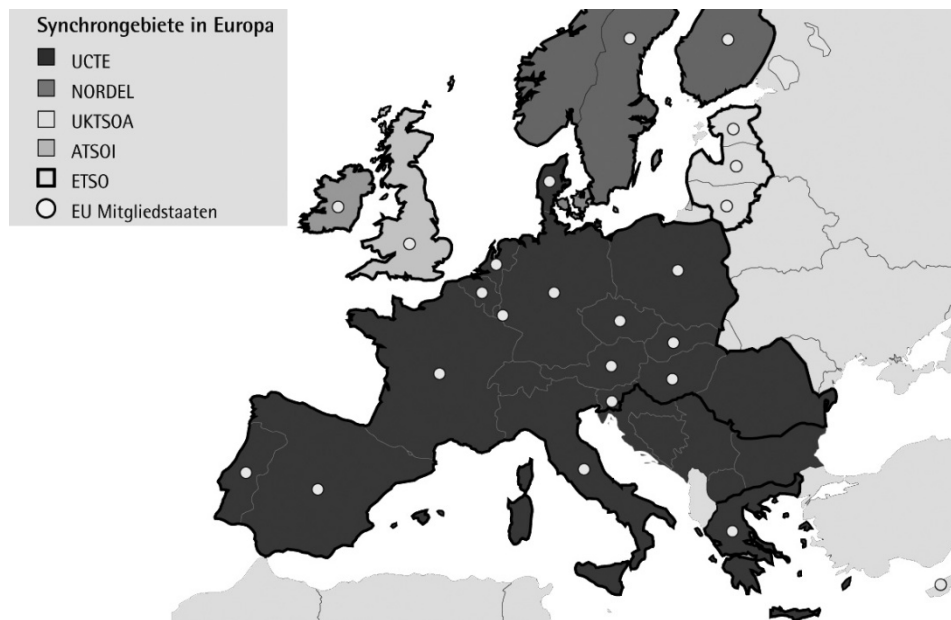 Synchrongebiete in Europa
UCTE
NORDEL
UKTSOA
ATSOI
ETSO
EU Mitgliedstaaten